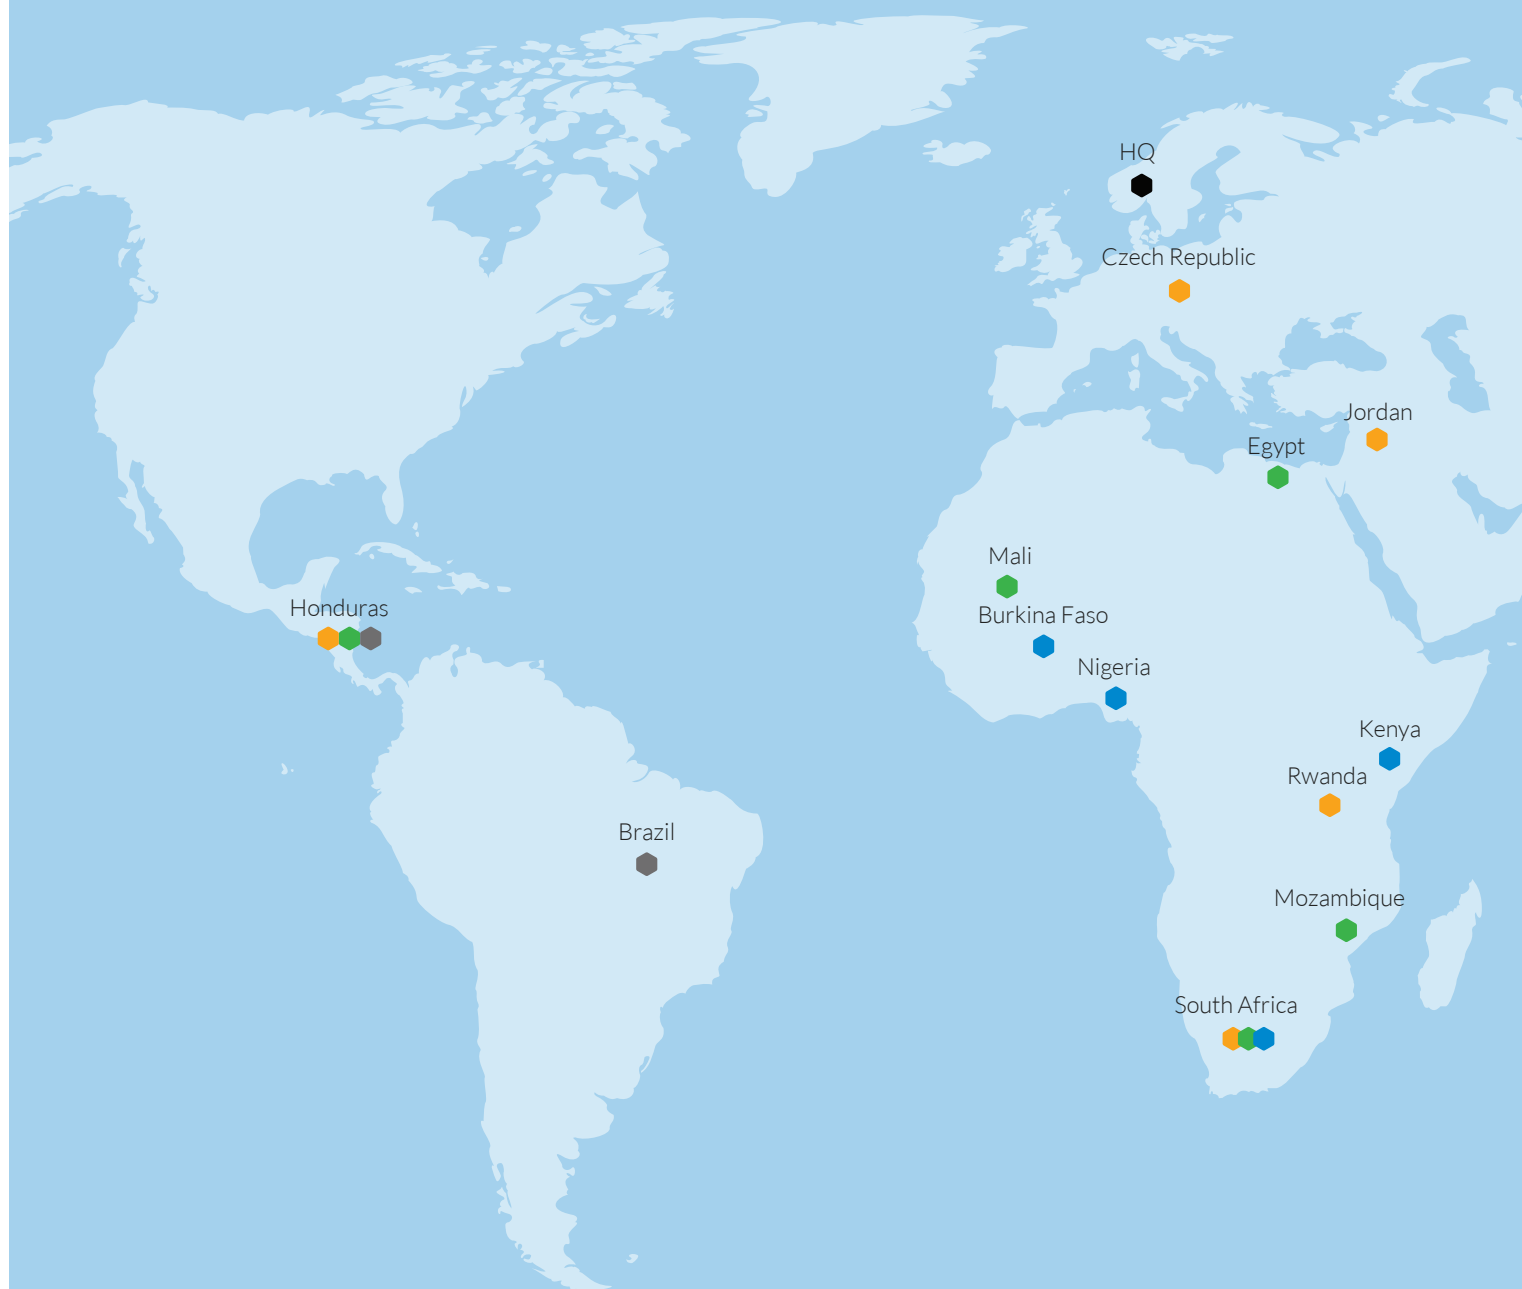 HQ
Czech Republic
Jordan
Egypt
Mali
Honduras
Burkina Faso
Nigeria
Kenya
Rwanda
Brazil
Mozambique
South Africa